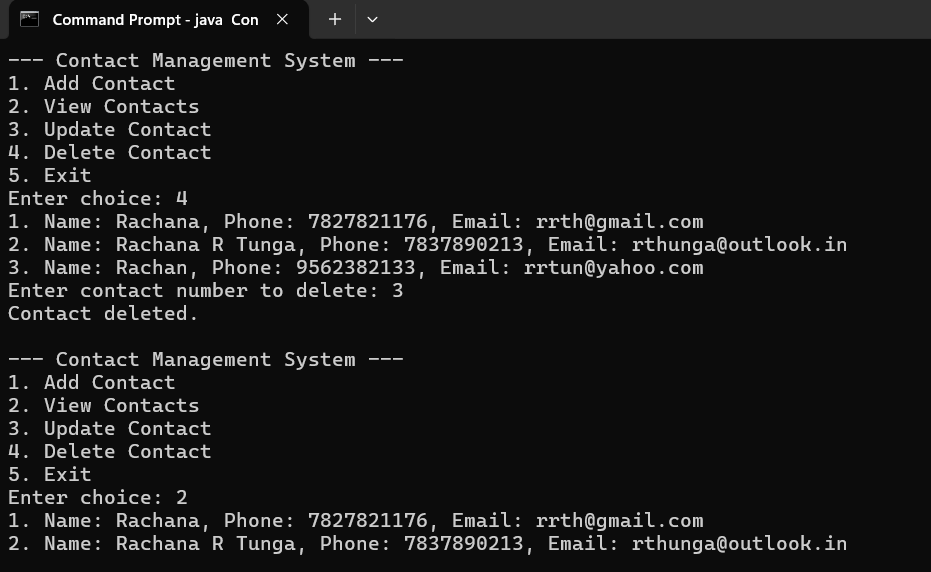 Command Prompt - java Con
--- Contact Management System ---
1. Add Contact
2. View Contacts
3. Update Contact
4. Delete Contact
5. Exit
Enter choice: 4
1. Name: Rachana, Phone: 7827821176, Email: rrth@gmail.com
2. Name: Rachana R Tunga, Phone: 7837890213, Email: rthunga@outlook.in
3. Name: Rachan, Phone: 9562382133, Email: rrtun@yahoo.com
Enter contact number to delete: 3
Contact deleted.
--- Contact Management System ---
1. Add Contact
2. View Contacts
3. Update Contact
4. Delete Contact
5. Exit
Enter choice: 2
1. Name: Rachana, Phone: 7827821176, Email: rrth@gmail.com
2. Name: Rachana R Tunga, Phone: 7837890213, Email: rthunga@outlook.in